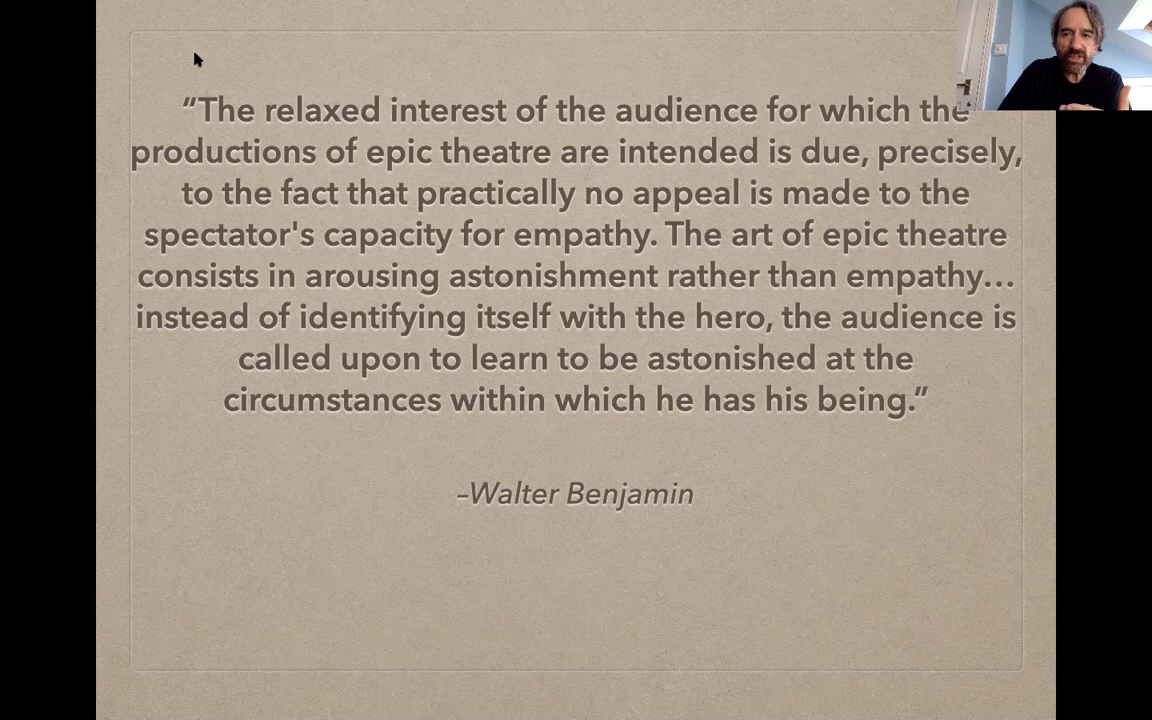 “The relaxed interest of the audience for which the
productions of epic theatre are intended is due, precisely,
to the fact that practically no appeal is made to the
spectator's capacity for empathy. The art of epic theatre
consists in arousing astonishment rather than empathy…
instead of identifying itself with the hero, the audience is
called upon to learn to be astonished at the
circumstances within which he has his being.”
–Walter Benjamin